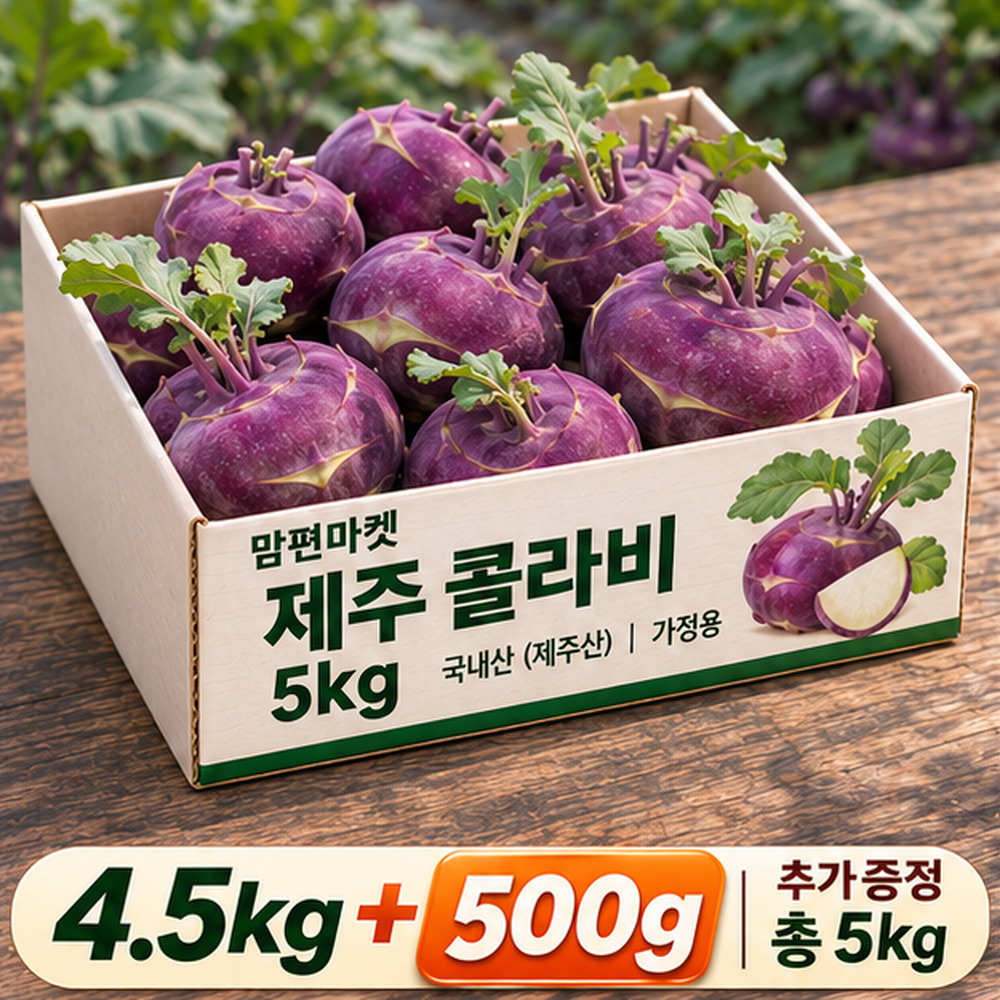 맘편마켓
제주 콜라비
5kg 국내산 (제주산) | 가정용
4.5kg + 500g | 추가 증정
총 5kg